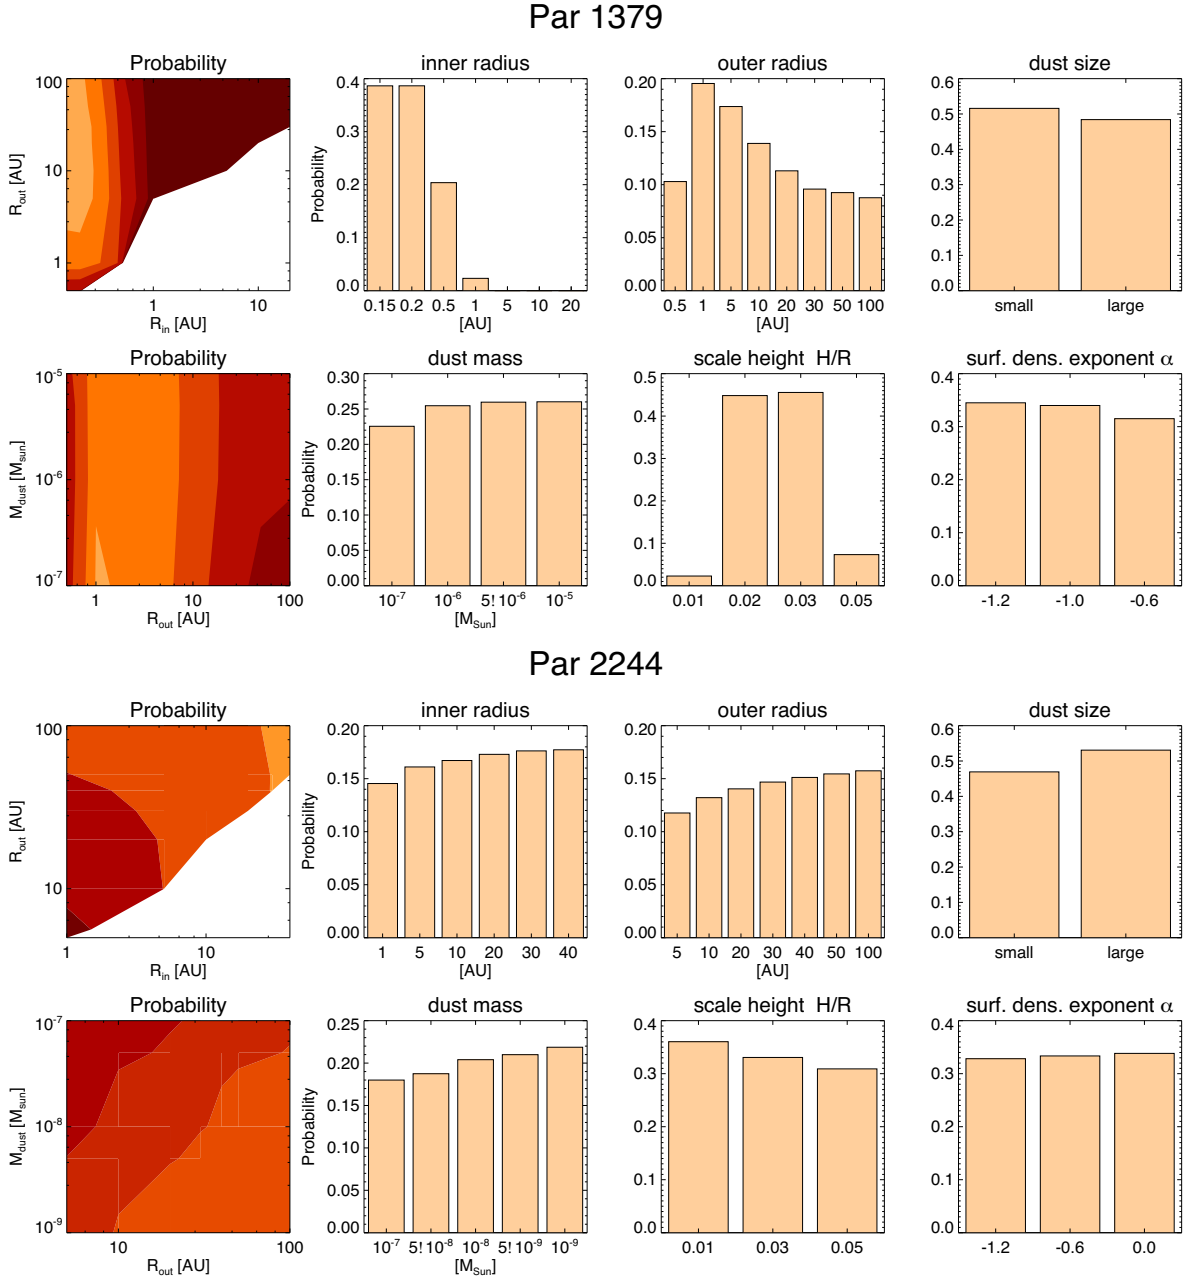 Par 1379
Probability
inner radius
outer radius
dust size
100
10
1
R_out [AU]
1 10
R_in [AU]
0.4
0.3
0.2
0.1
0.0
Probability
0.15 0.2 0.5 1 5 10 20
[AU]
0.20
0.15
0.10
0.05
0.00
0.5 1 5 10 20 30 50 100
[AU]
0.6
0.5
0.4
0.3
0.2
0.1
0.0
small large
Probability
dust mass
scale height H/R
surf. dens. exponent α
10^-5
10^-6
10^-7
M_dust [M_sun]
1 10 100
R_out [AU]
0.30
0.25
0.20
0.15
0.10
0.05
0.00
Probability
10^-7 10^-6 5!10^-6 10^-5
[M_Sun]
0.5
0.4
0.3
0.2
0.1
0.0
0.01 0.02 0.03 0.05
0.4
0.3
0.2
0.1
0.0
-1.2 -1.0 -0.6
Par 2244
Probability
inner radius
outer radius
dust size
100
10
R_out [AU]
1 10
R_in [AU]
0.20
0.15
0.10
0.05
0.00
Probability
1 5 10 20 30 40
[AU]
0.20
0.15
0.10
0.05
0.00
5 10 20 30 40 50 100
[AU]
0.6
0.5
0.4
0.3
0.2
0.1
0.0
small large
Probability
dust mass
scale height H/R
surf. dens. exponent α
10^-7
10^-8
10^-9
M_dust [M_sun]
10 100
R_out [AU]
0.25
0.20
0.15
0.10
0.05
0.00
Probability
10^-7 5!10^-8 10^-8 5!10^-9 10^-9
[M_Sun]
0.4
0.3
0.2
0.1
0.0
0.01 0.03 0.05
0.4
0.3
0.2
0.1
0.0
-1.2 -0.6 0.0